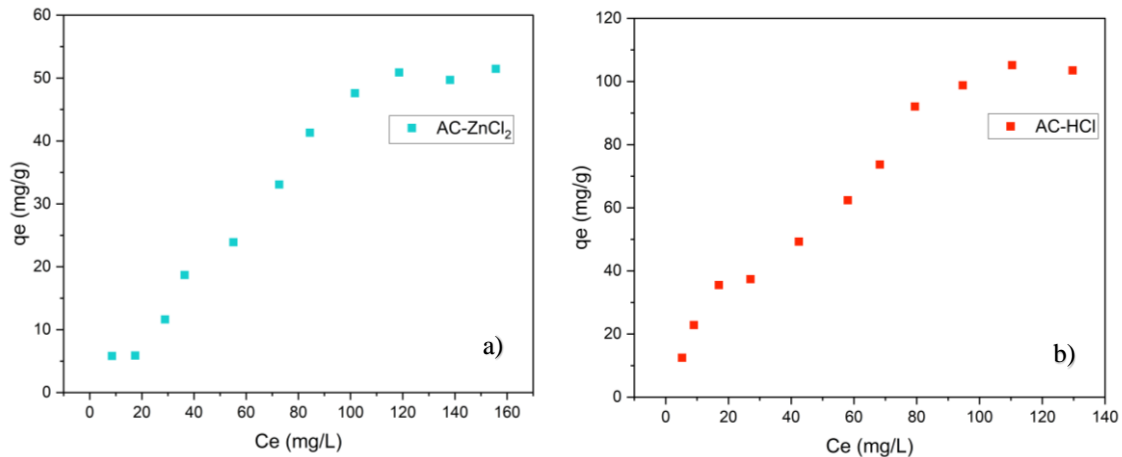 60
50
40
30
20
10
0
qe (mg/g)
AC-ZnCl₂
a)
0 20 40 60 80 100 120 140 160
Ce (mg/L)
120
100
80
60
40
20
0
qe (mg/g)
AC-HCl
b)
0 20 40 60 80 100 120 140
Ce (mg/L)